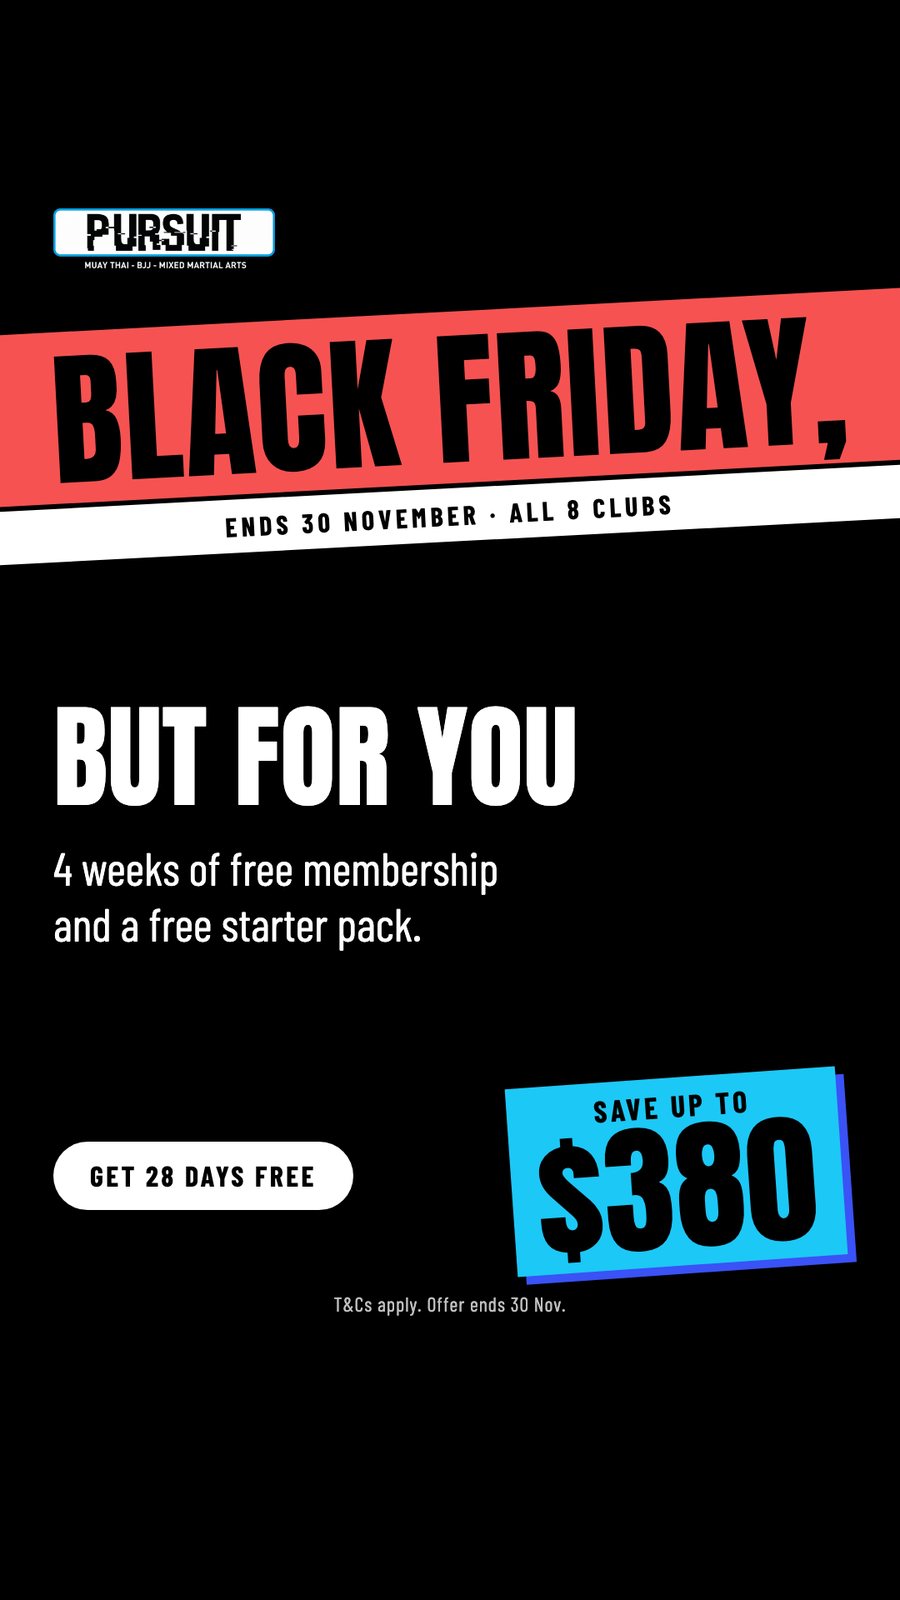 PURSUIT
MUAY THAI - BJJ - MIXED MARTIAL ARTS
BLACK FRIDAY,
ENDS 30 NOVEMBER · ALL 8 CLUBS
BUT FOR YOU
4 weeks of free membership
and a free starter pack.
SAVE UP TO
$380
GET 28 DAYS FREE
T&Cs apply. Offer ends 30 Nov.